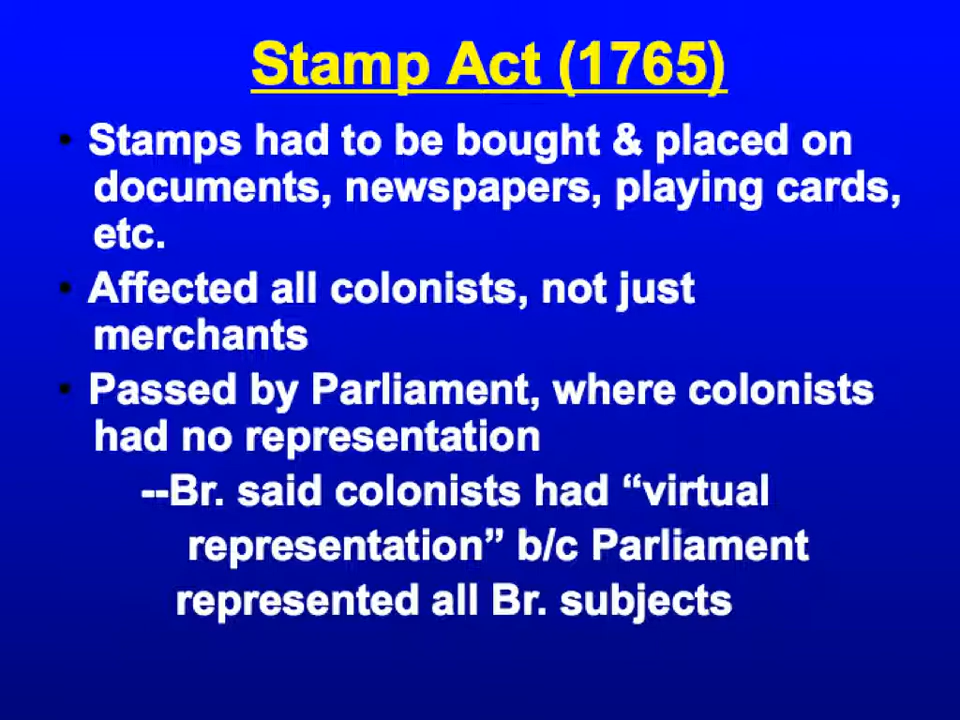 Stamp Act (1765)
• Stamps had to be bought & placed on
documents, newspapers, playing cards,
etc.
• Affected all colonists, not just
merchants
• Passed by Parliament, where colonists
had no representation
--Br. said colonists had “virtual
representation” b/c Parliament
represented all Br. subjects